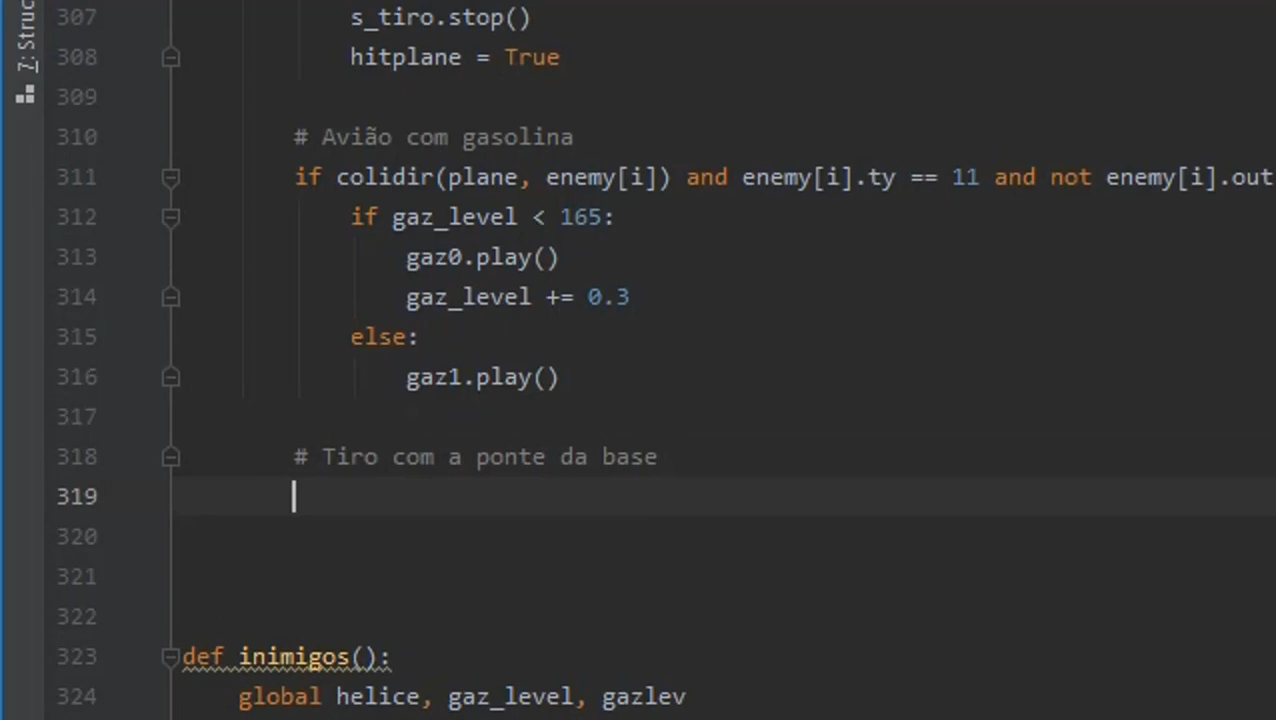 7: Struc
307 s_tiro.stop()
308 hitplane = True
309
310 # Avião com gasolina
311 if colidir(plane, enemy[i]) and enemy[i].ty == 11 and not enemy[i].out
312 if gaz_level < 165:
313 gaz0.play()
314 gaz_level += 0.3
315 else:
316 gaz1.play()
317
318 # Tiro com a ponte da base
319
320
321
322
323 def inimigos():
324 global helice, gaz_level, gazlev